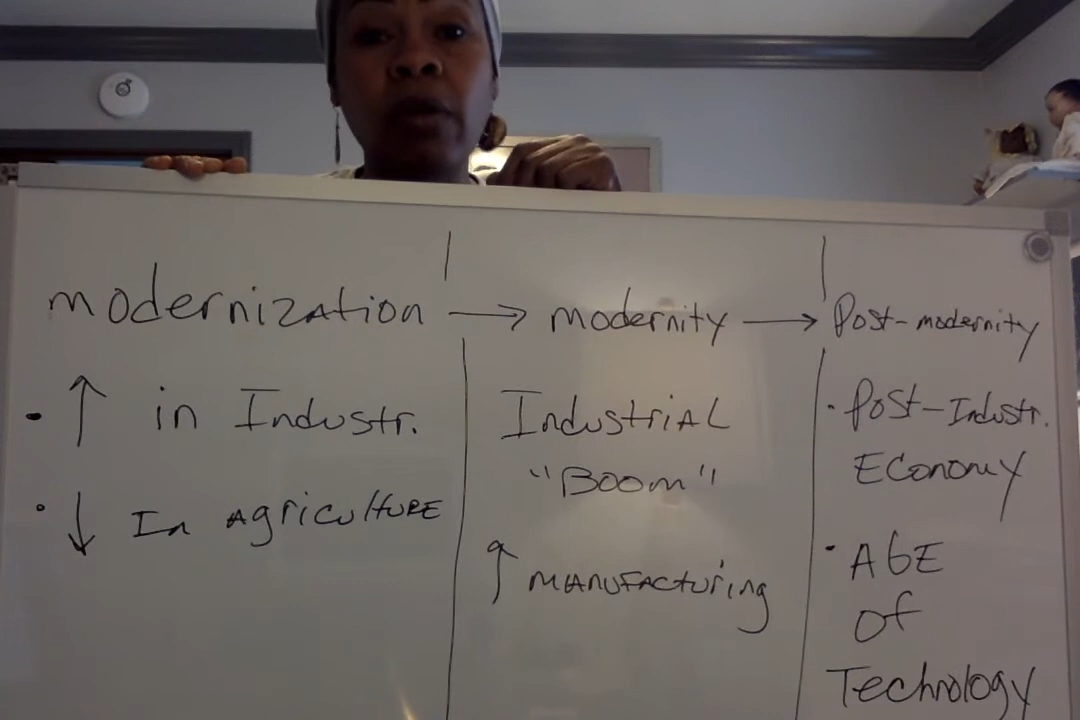 modernization → modernity → Post-modernity
• ↑ in Industr.
• ↓ In Agriculture
Industrial
"Boom"
↑ Manufacturing
• Post-Industr.
Economy
• AGE
of
Technology